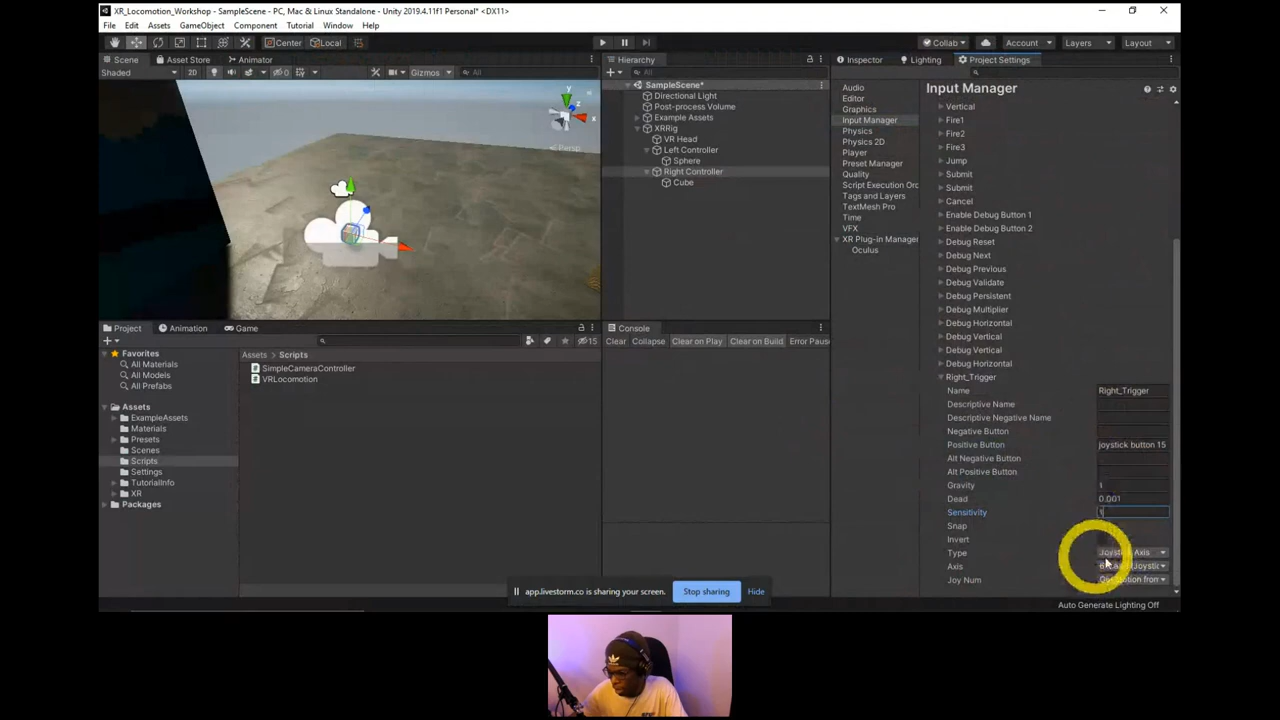 XR_Locomotion_Workshop - SampleScene - PC, Mac & Linux Standalone - Unity 2019.4.11f1 Personal* <DX11>
File Edit Assets GameObject Component Tutorial Window Help
Center Local
Collab Account Layers Layout
Scene Asset Store Animator
Shaded 2D 0 Gizmos All
y
x
Persp
Hierarchy
All
SampleScene*
Directional Light
Post-process Volume
Example Assets
XRRig
VR Head
Left Controller
Sphere
Right Controller
Cube
Inspector Lighting Project Settings
Audio
Editor
Graphics
Input Manager
Physics
Physics 2D
Player
Preset Manager
Quality
Script Execution Ord
Tags and Layers
TextMesh Pro
Time
VFX
XR Plug-in Manager
Oculus
Input Manager
Vertical
Fire1
Fire2
Fire3
Jump
Submit
Submit
Cancel
Enable Debug Button 1
Enable Debug Button 2
Debug Reset
Debug Next
Debug Previous
Debug Validate
Debug Persistent
Debug Multiplier
Debug Horizontal
Debug Vertical
Debug Vertical
Debug Horizontal
Right_Trigger
Name Right_Trigger
Descriptive Name
Descriptive Negative Name
Negative Button
Positive Button joystick button 15
Alt Negative Button
Alt Positive Button
Gravity 1
Dead 0.001
Sensitivity 1
Snap
Invert
Type Axis
Axis
Joy Num
Auto Generate Lighting Off
Project Animation Game
15
Favorites
All Materials
All Models
All Prefabs
Assets
ExampleAssets
Materials
Presets
Scenes
Scripts
Settings
TutorialInfo
XR
Packages
Assets Scripts
SimpleCameraController
VRLocomotion
Console
Clear Collapse Clear on Play Clear on Build Error Pause
app.livestorm.co is sharing your screen. Stop sharing Hide